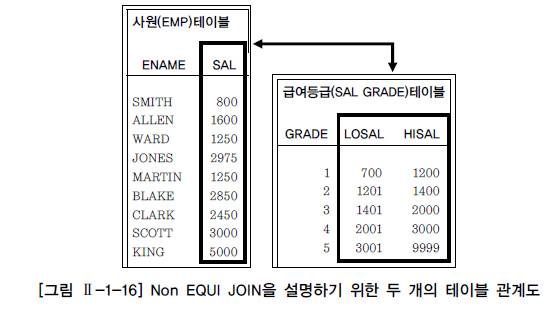 사원(EMP)테이블
ENAME SAL
SMITH 800
ALLEN 1600
WARD 1250
JONES 2975
MARTIN 1250
BLAKE 2850
CLARK 2450
SCOTT 3000
KING 5000
급여등급(SAL GRADE)테이블
GRADE LOSAL HISAL
1 700 1200
2 1201 1400
3 1401 2000
4 2001 3000
5 3001 9999
[그림 Ⅱ-1-16] Non EQUI JOIN을 설명하기 위한 두 개의 테이블 관계도